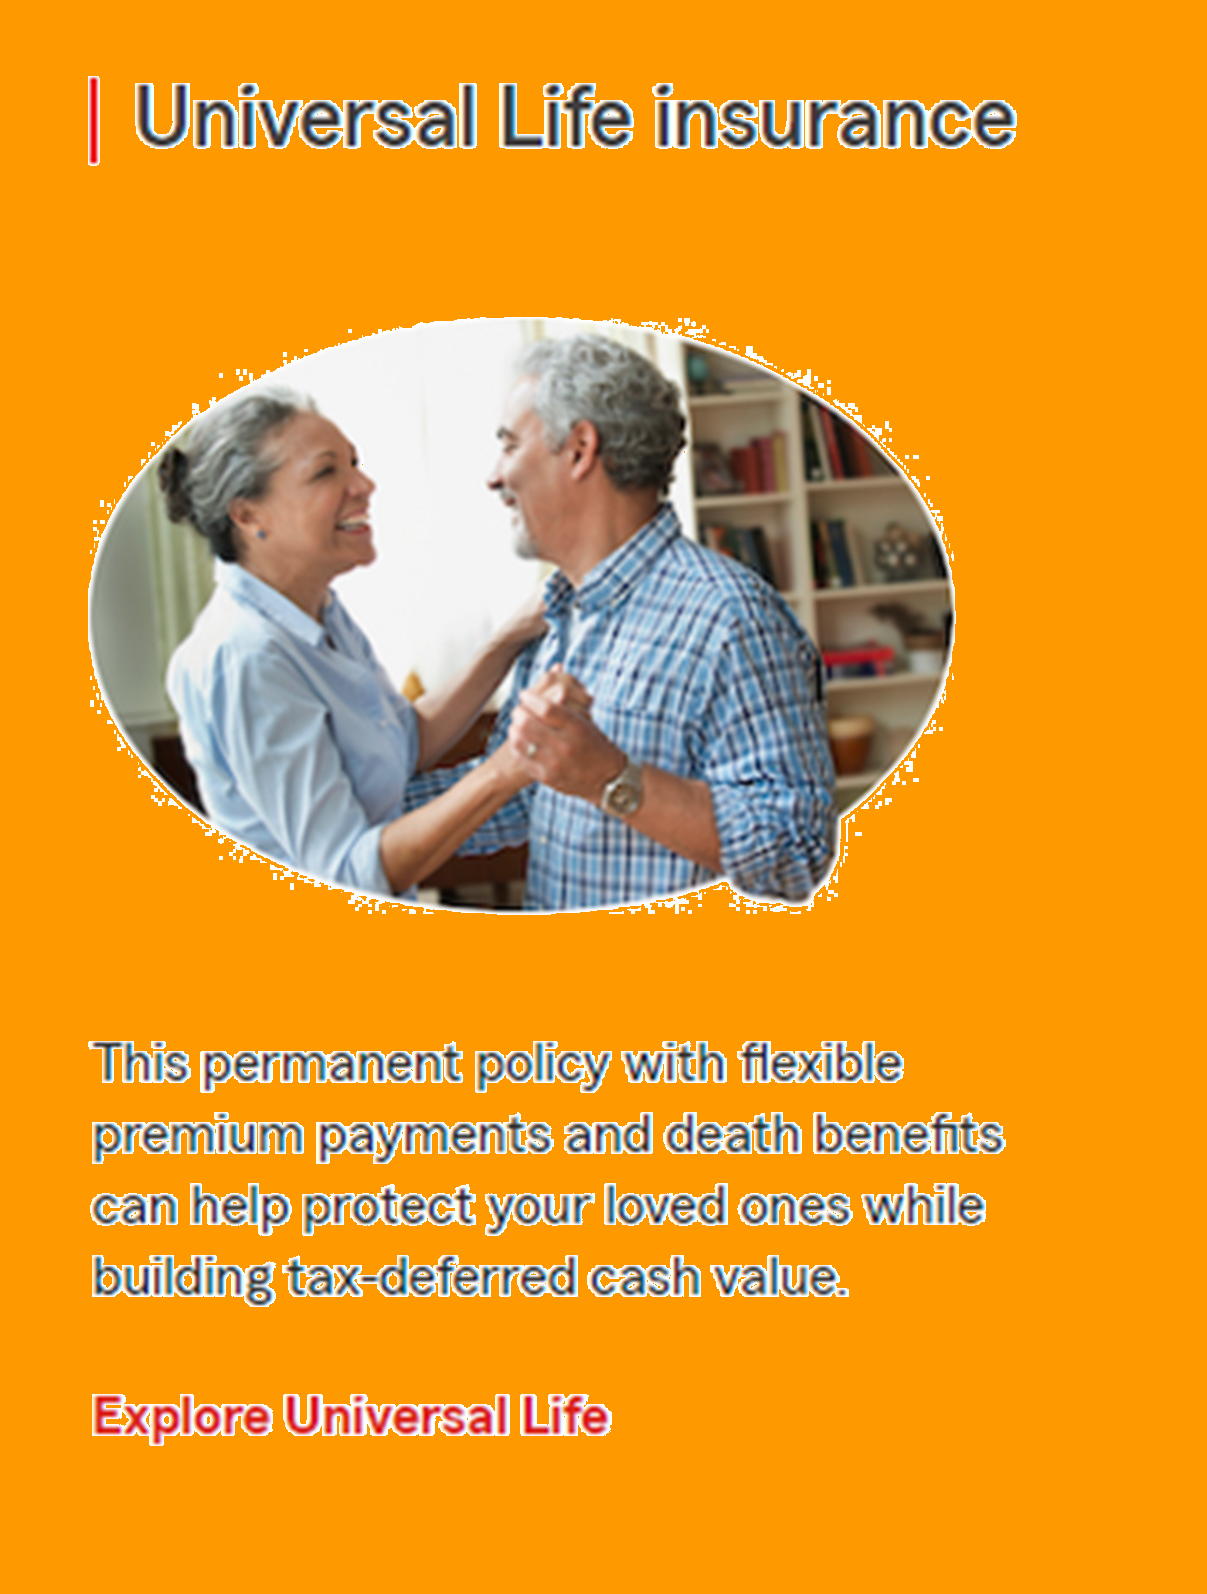 Universal Life insurance
This permanent policy with flexible
premium payments and death benefits
can help protect your loved ones while
building tax-deferred cash value.
Explore Universal Life